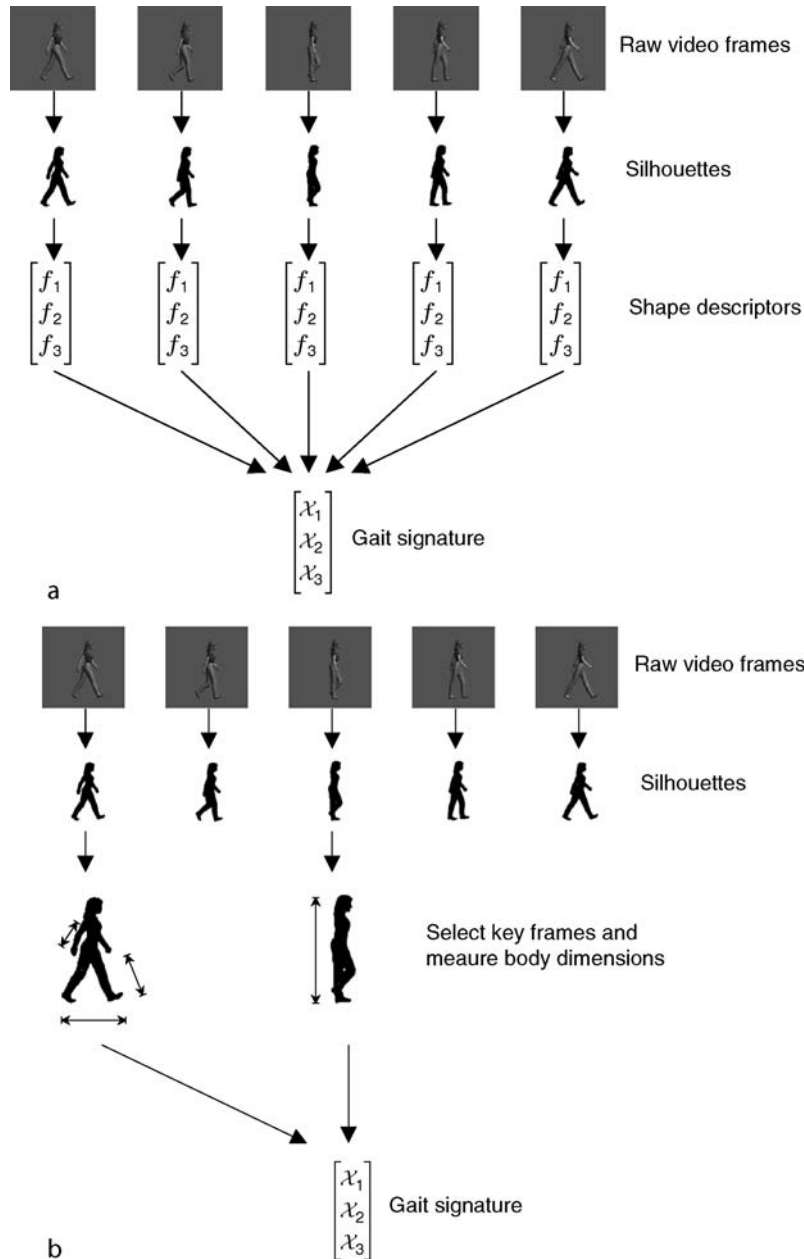 Raw video frames
Silhouettes
f₁ f₁ f₁ f₁ f₁
f₂ f₂ f₂ f₂ f₂
f₃ f₃ f₃ f₃ f₃
Shape descriptors
𝒳₁
𝒳₂
𝒳₃
Gait signature
a
Raw video frames
Silhouettes
Select key frames and
meaure body dimensions
𝒳₁
𝒳₂
𝒳₃
Gait signature
b